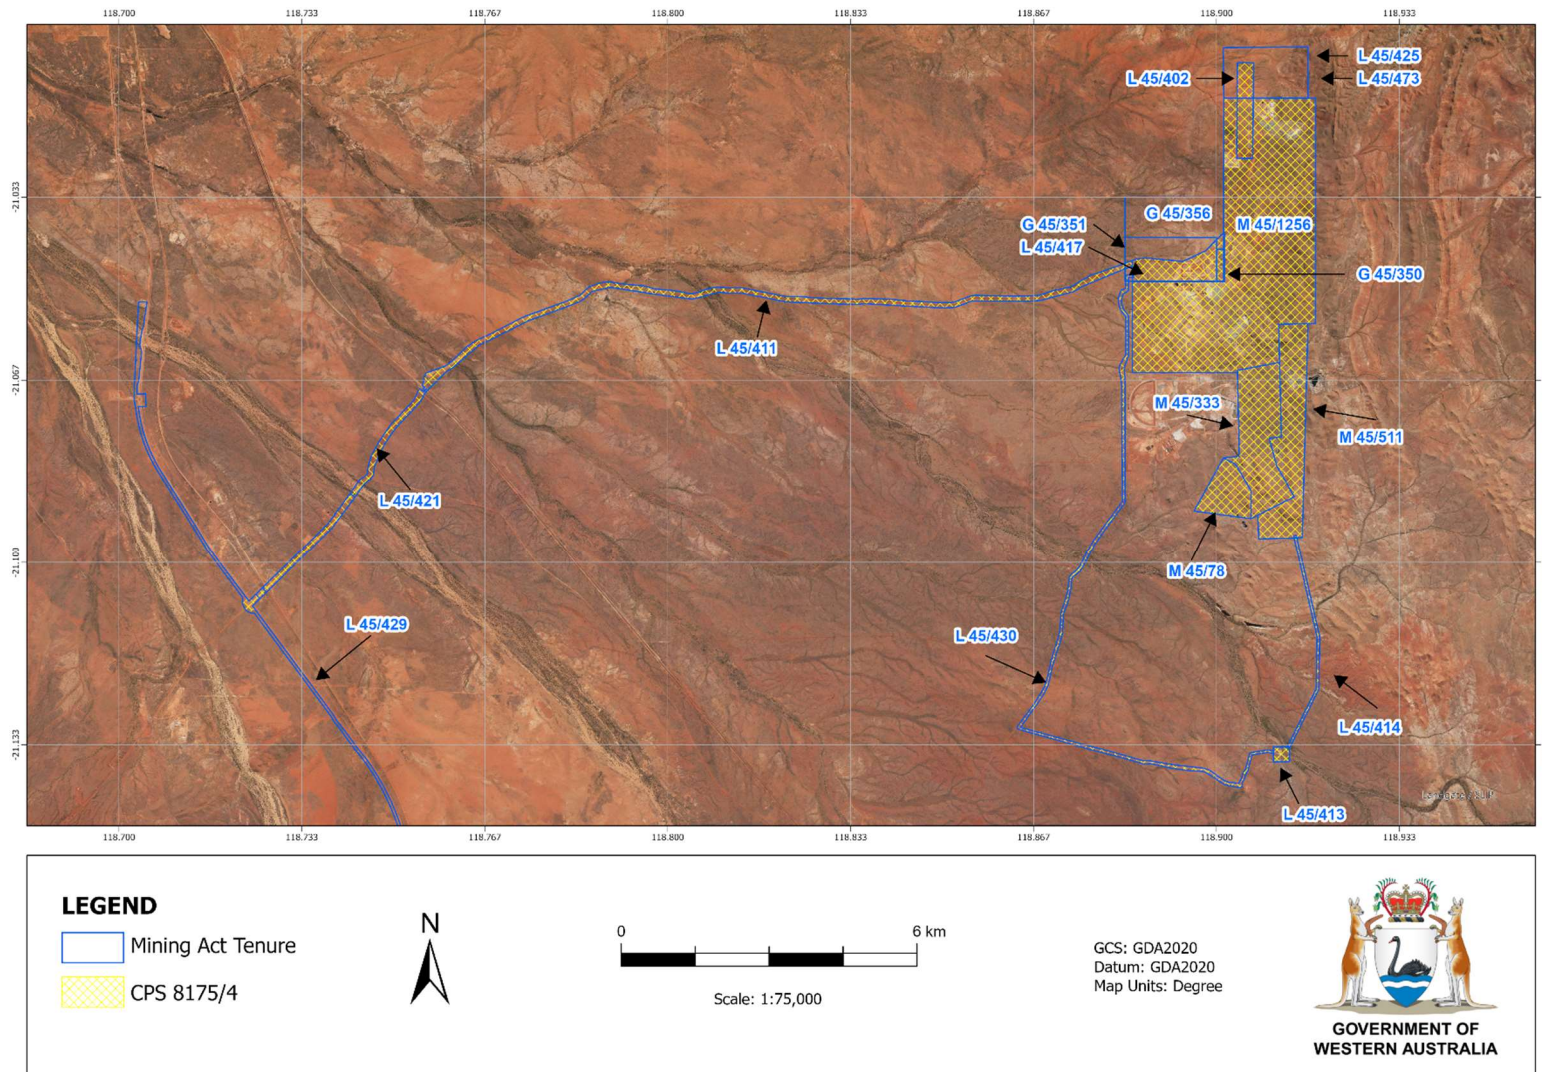 118.700 118.733 118.767 118.800 118.833 118.867 118.900 118.933
L 45/425
L 45/402
L 45/473
-21.033
G 45/356
G 45/351
M 45/1256
L 45/417
G 45/350
L 45/411
-21.067
M 45/333
M 45/511
L 45/421
-21.100
M 45/78
L 45/429
L 45/430
L 45/414
-21.133
L 45/413
118.700 118.733 118.767 118.800 118.833 118.867 118.900 118.933
LEGEND
Mining Act Tenure
CPS 8175/4
N
0 6 km
Scale: 1:75,000
GCS: GDA2020
Datum: GDA2020
Map Units: Degree
GOVERNMENT OF
WESTERN AUSTRALIA